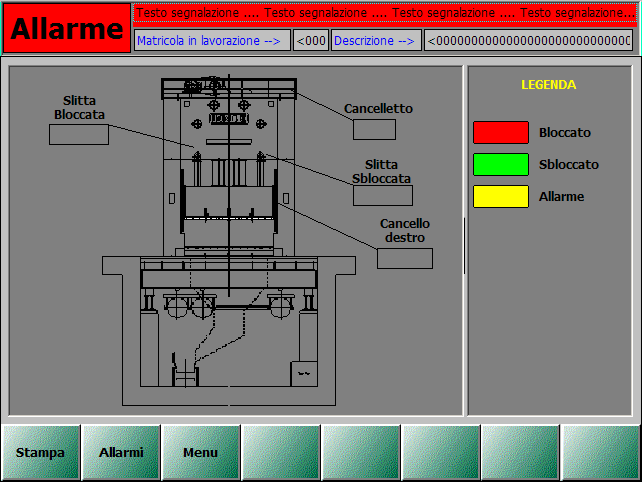 Allarme
Testo segnalazione .... Testo segnalazione .... Testo segnalazione .... Testo segnalazione...
Matricola in lavorazione --> <000 Descrizione --> <0000000000000000000000000000
Slitta
Bloccata
Cancelletto
Slitta
Sbloccata
Cancello
destro
LEGENDA
Bloccato
Sbloccato
Allarme
Stampa
Allarmi
Menu